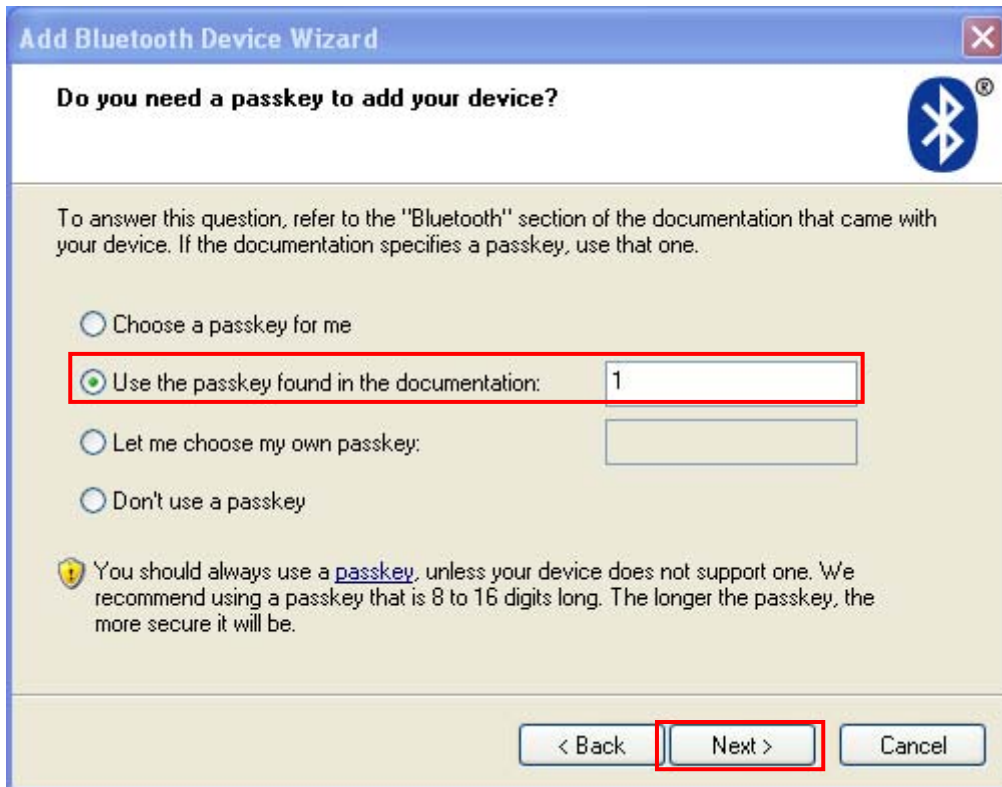 Add Bluetooth Device Wizard
Do you need a passkey to add your device?
®
To answer this question, refer to the "Bluetooth" section of the documentation that came with
your device. If the documentation specifies a passkey, use that one.
Choose a passkey for me
Use the passkey found in the documentation: 1
Let me choose my own passkey:
Don't use a passkey
You should always use a passkey, unless your device does not support one. We
recommend using a passkey that is 8 to 16 digits long. The longer the passkey, the
more secure it will be.
< Back Next > Cancel